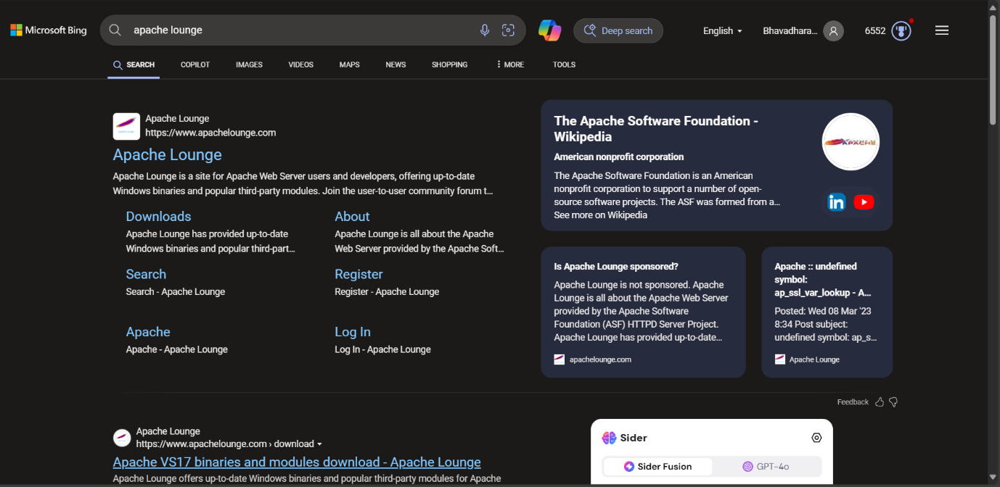 Microsoft Bing
apache lounge
Deep search
English
Bhavadhara...
6552
SEARCH
COPILOT
IMAGES
VIDEOS
MAPS
NEWS
SHOPPING
MORE
TOOLS
Apache Lounge
https://www.apachelounge.com
Apache Lounge
Apache Lounge is a site for Apache Web Server users and developers, offering up-to-date
Windows binaries and popular third-party modules. Join the user-to-user community forum t...
Downloads
Apache Lounge has provided up-to-date
Windows binaries and popular third-part...
About
Apache Lounge is all about the Apache
Web Server provided by the Apache Soft...
Search
Search - Apache Lounge
Register
Register - Apache Lounge
Apache
Apache - Apache Lounge
Log In
Log In - Apache Lounge
The Apache Software Foundation -
Wikipedia
American nonprofit corporation
The Apache Software Foundation is an American
nonprofit corporation to support a number of open-
source software projects. The ASF was formed from a...
See more on Wikipedia
APACHE
in
Is Apache Lounge sponsored?
Apache Lounge is not sponsored. Apache
Lounge is all about the Apache Web Server
provided by the Apache Software
Foundation (ASF) HTTPD Server Project.
Apache Lounge has provided up-to-date...
apachelounge.com
Apache :: undefined
symbol:
ap_ssl_var_lookup - A...
Posted: Wed 08 Mar '23
8:34 Post subject:
undefined symbol: ap_s...
Apache Lounge
Feedback
Apache Lounge
https://www.apachelounge.com › download
Apache VS17 binaries and modules download - Apache Lounge
Apache Lounge offers up-to-date Windows binaries and popular third-party modules for Apache
Sider
Sider Fusion
GPT-4o